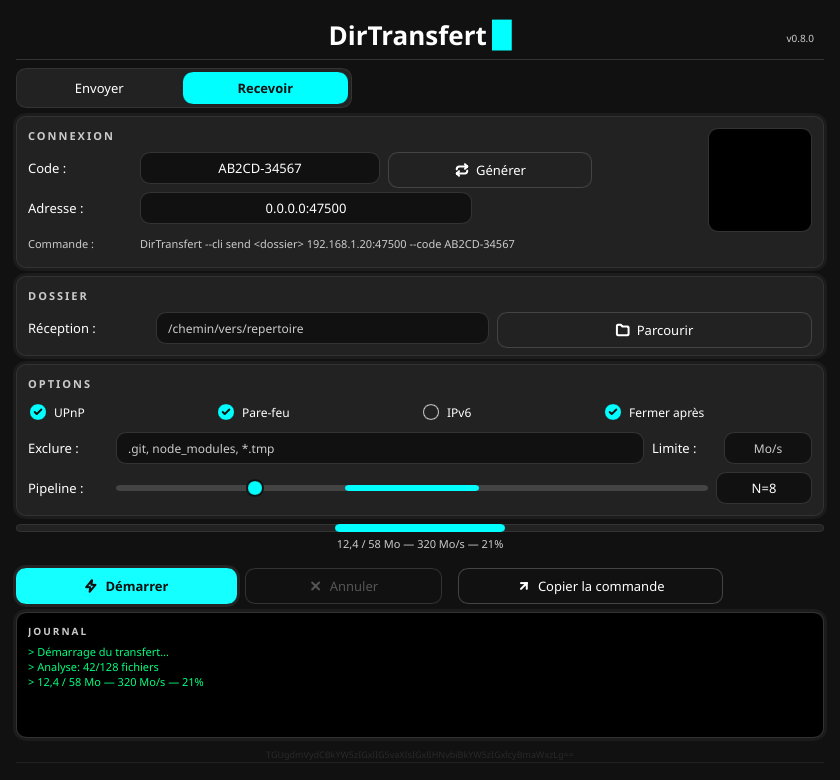 DirTransfert
v0.8.0
Envoyer
Recevoir
CONNEXION
Code :
AB2CD-34567
Générer
Adresse :
0.0.0.0:47500
Commande :
DirTransfert --cli send <dossier> 192.168.1.20:47500 --code AB2CD-34567
DOSSIER
Réception :
/chemin/vers/repertoire
Parcourir
OPTIONS
UPnP
Pare-feu
IPv6
Fermer après
Exclure :
.git, node_modules, *.tmp
Limite :
Mo/s
Pipeline :
N=8
12,4 / 58 Mo — 320 Mo/s — 21%
Démarrer
Annuler
Copier la commande
JOURNAL
> Démarrage du transfert...
> Analyse: 42/128 fichiers
> 12,4 / 58 Mo — 320 Mo/s — 21%